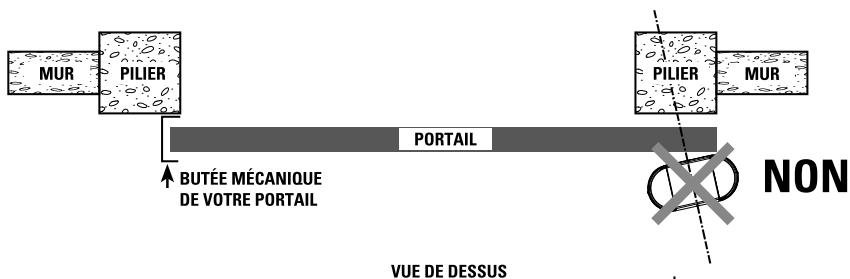 MUR
PILIER
PILIER
MUR
PORTAIL
NON
BUTÉE MÉCANIQUE
DE VOTRE PORTAIL
VUE DE DESSUS